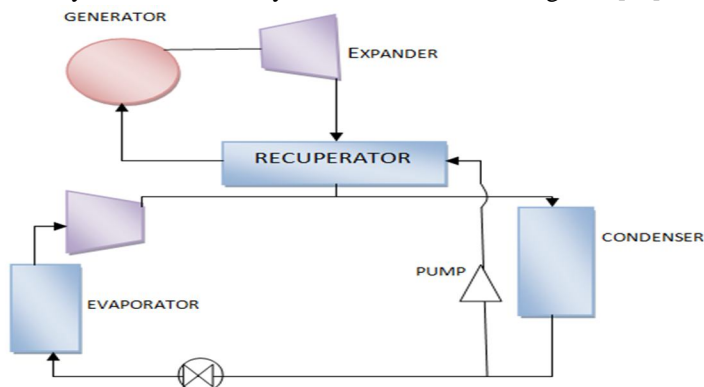 GENERATOR
EXPANDER
RECUPERATOR
CONDENSER
PUMP
EVAPORATOR